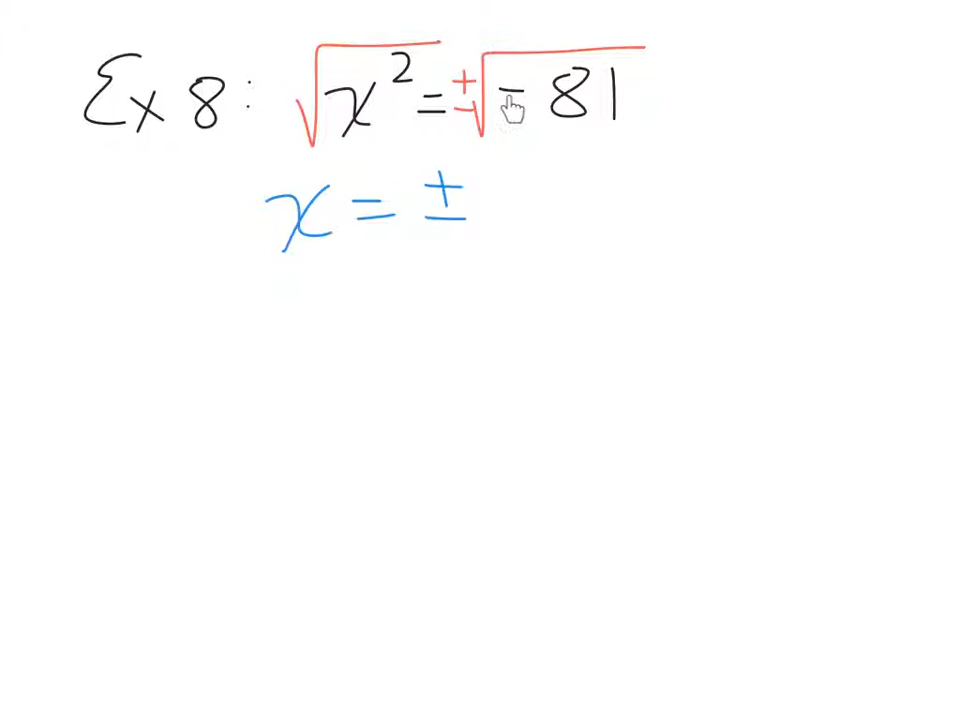 Ex 8: √x² = ±√-81
x = ±